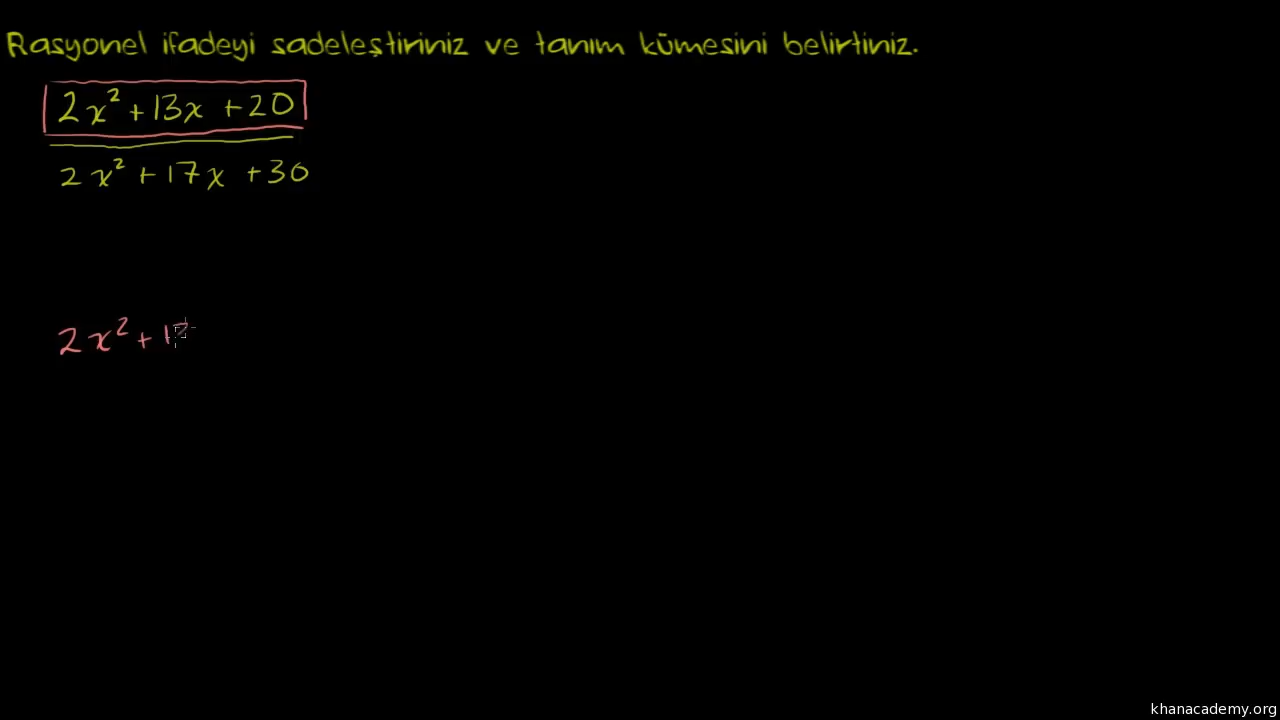 Rasyonel ifadeyi sadeleştiriniz ve tanım kümesini belirtiniz.
2x² + 13x + 20
2x² + 17x + 30
2x² + 1
khanacademy.org